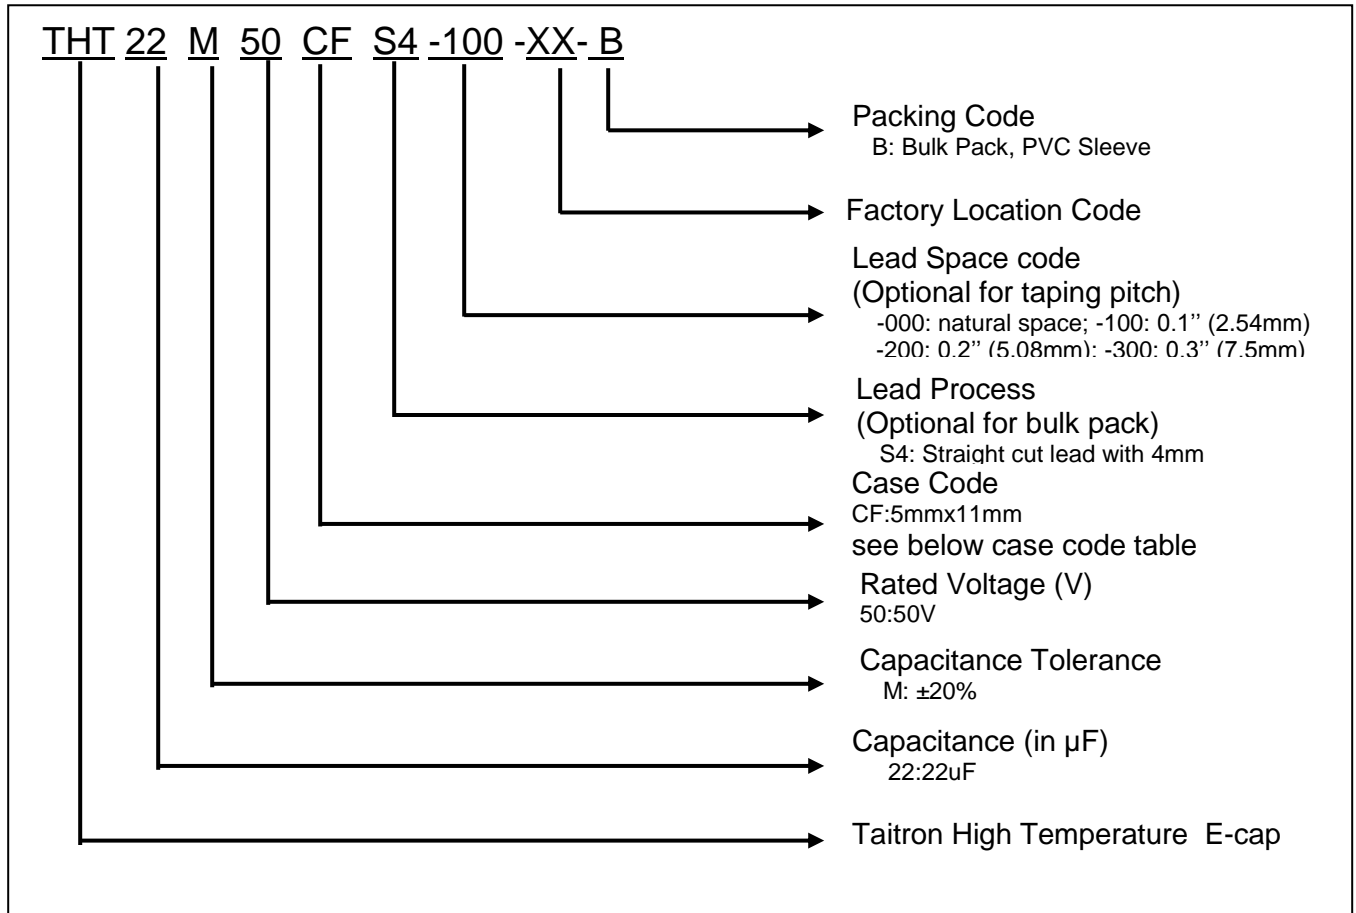 THT 22 M 50 CF S4 -100 -XX- B
Packing Code
B: Bulk Pack, PVC Sleeve
Factory Location Code
Lead Space code
(Optional for taping pitch)
-000: natural space; -100: 0.1’’ (2.54mm)
-200: 0.2’’ (5.08mm); -300: 0.3’’ (7.5mm)
Lead Process
(Optional for bulk pack)
S4: Straight cut lead with 4mm
Case Code
CF:5mmx11mm
see below case code table
Rated Voltage (V)
50:50V
Capacitance Tolerance
M: ±20%
Capacitance (in µF)
22:22uF
Taitron High Temperature E-cap